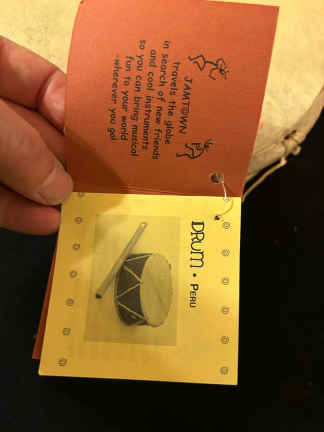 JAMTOWN
travels the globe
in search of new friends
and cool instruments
so you can bring musical
fun to your world
wherever you go!
DRUM • PERU